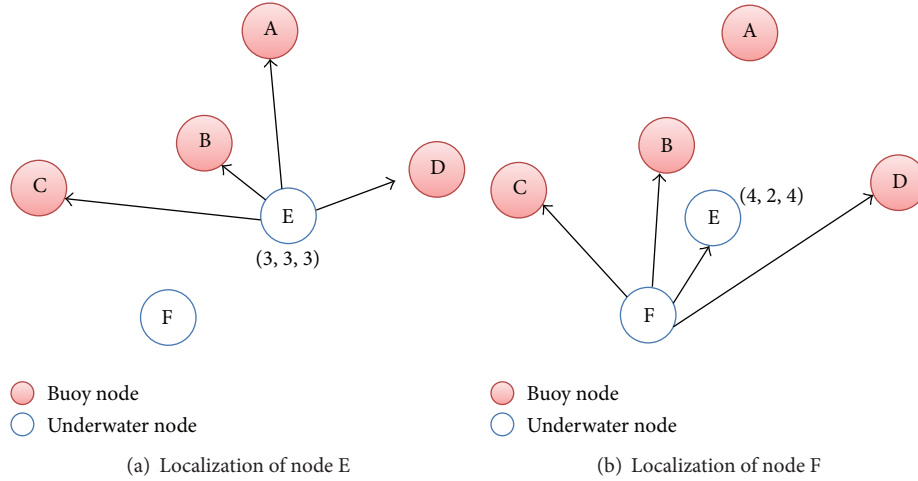 A
B
C
D
E
(3, 3, 3)
F
Buoy node
Underwater node
(a) Localization of node E
A
B
C
D
E
(4, 2, 4)
F
Buoy node
Underwater node
(b) Localization of node F